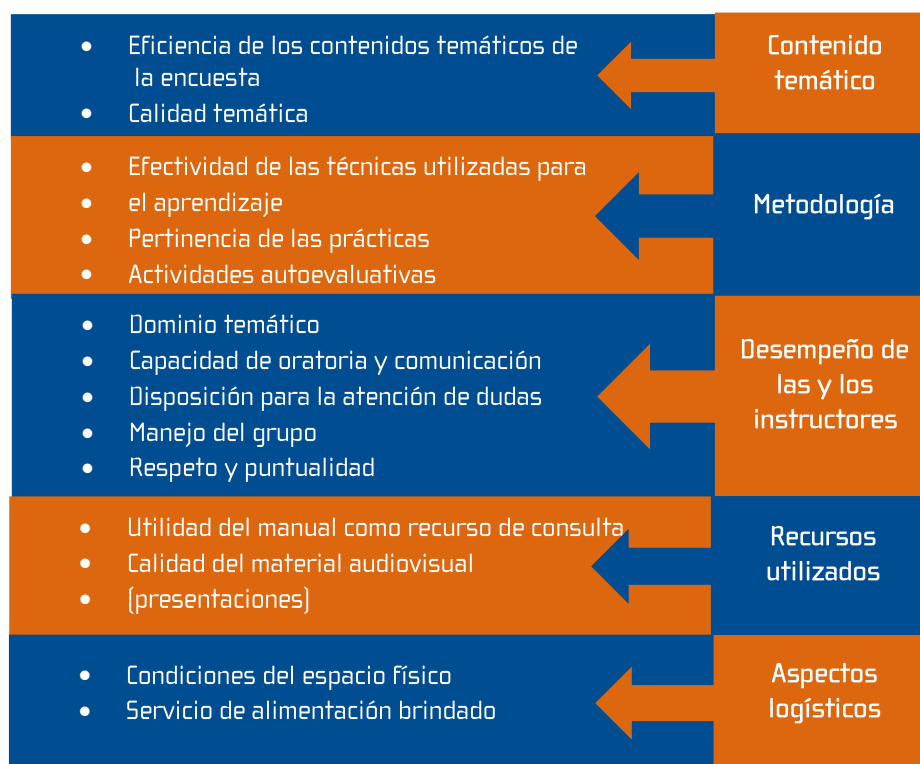 • Eficiencia de los contenidos temáticos de
la encuesta
• Calidad temática
Contenido
temático
• Efectividad de las técnicas utilizadas para
• el aprendizaje
• Pertinencia de las prácticas
• Actividades autoevaluativas
Metodología
• Dominio temático
• Capacidad de oratoria y comunicación
• Disposición para la atención de dudas
• Manejo del grupo
• Respeto y puntualidad
Desempeño de
las y los
instructores
• Utilidad del manual como recurso de consulta
• Calidad del material audiovisual
• (presentaciones)
Recursos
utilizados
• Condiciones del espacio físico
• Servicio de alimentación brindado
Aspectos
logísticos